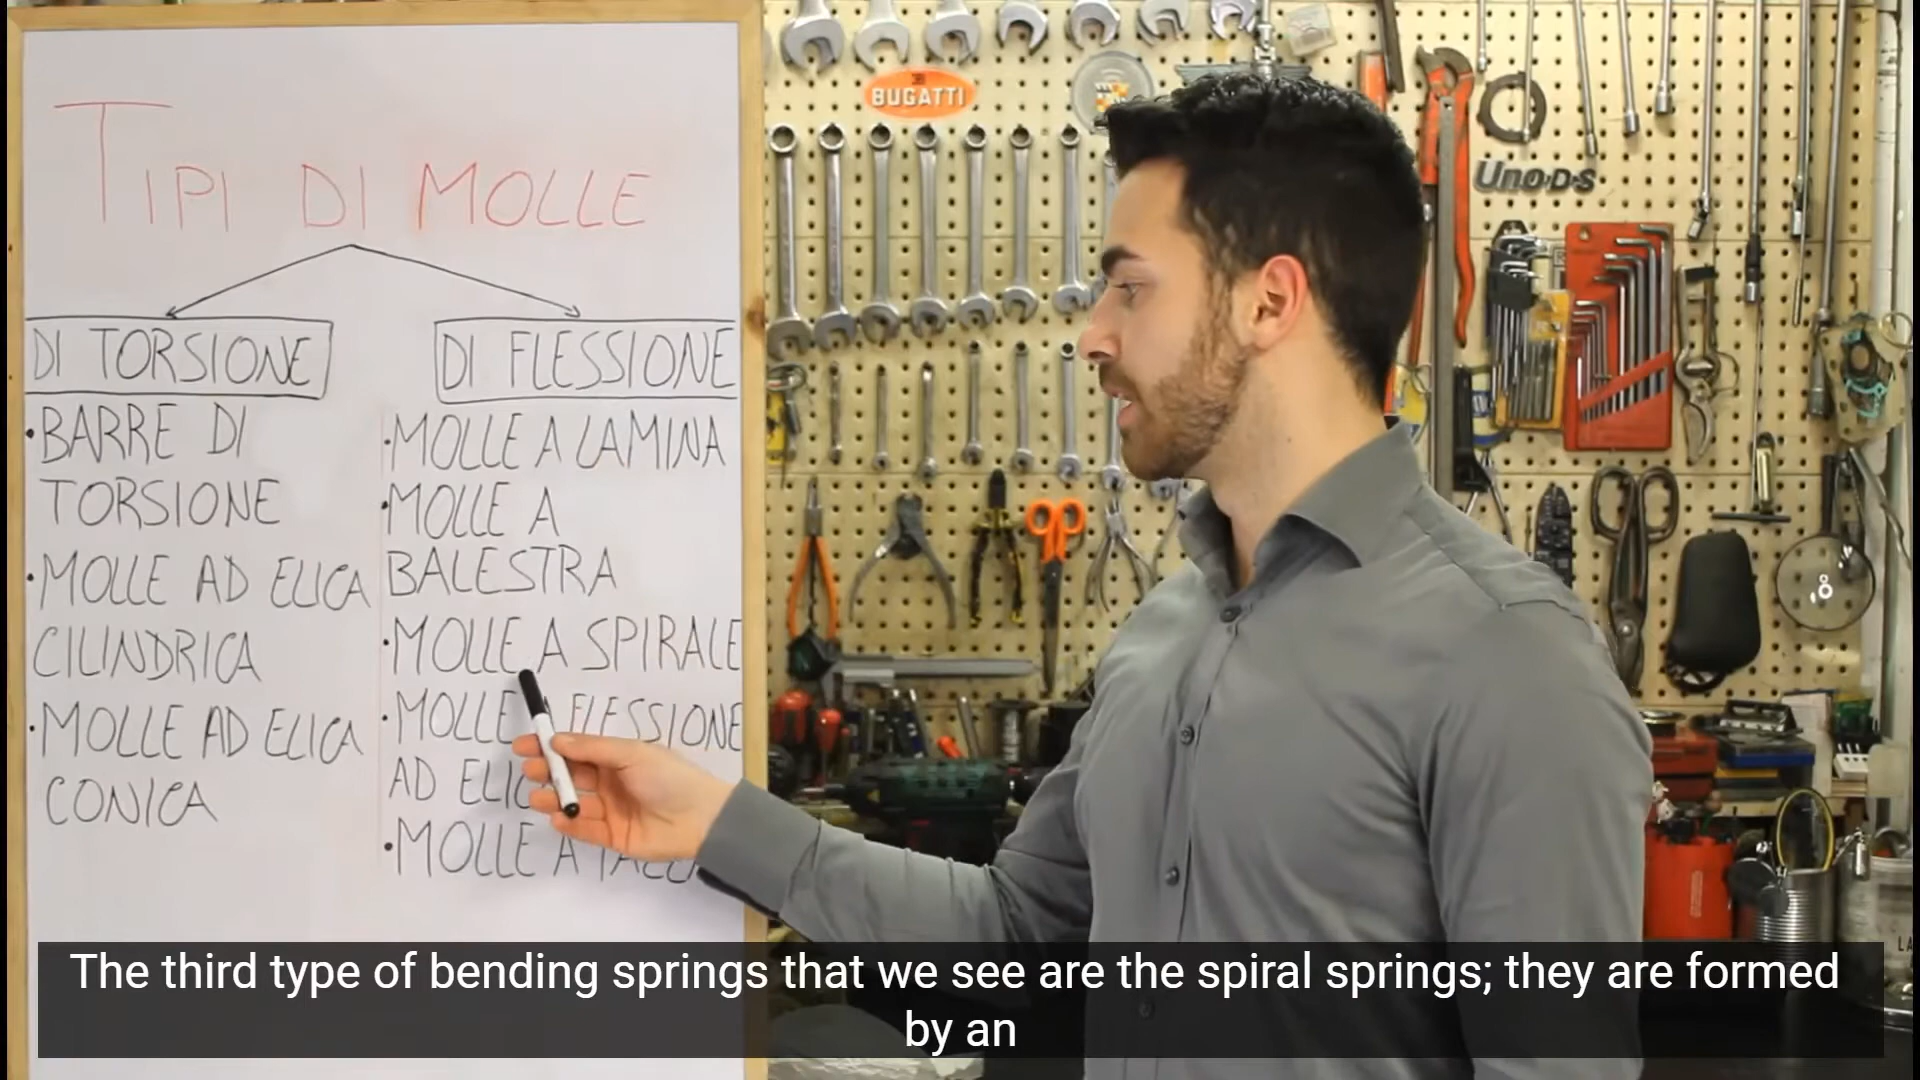 TIPI DI MOLLE
DI TORSIONE
• BARRE DI
TORSIONE
• MOLLE AD ELICA
CILINDRICA
• MOLLE AD ELICA
CONICA
DI FLESSIONE
• MOLLE A LAMINA
• MOLLE A
BALESTRA
• MOLLE A SPIRALE
• MOLLE FLESSIONE
AD
• MOLLE A
BUGATTI
Uno DS
The third type of bending springs that we see are the spiral springs; they are formed
by an